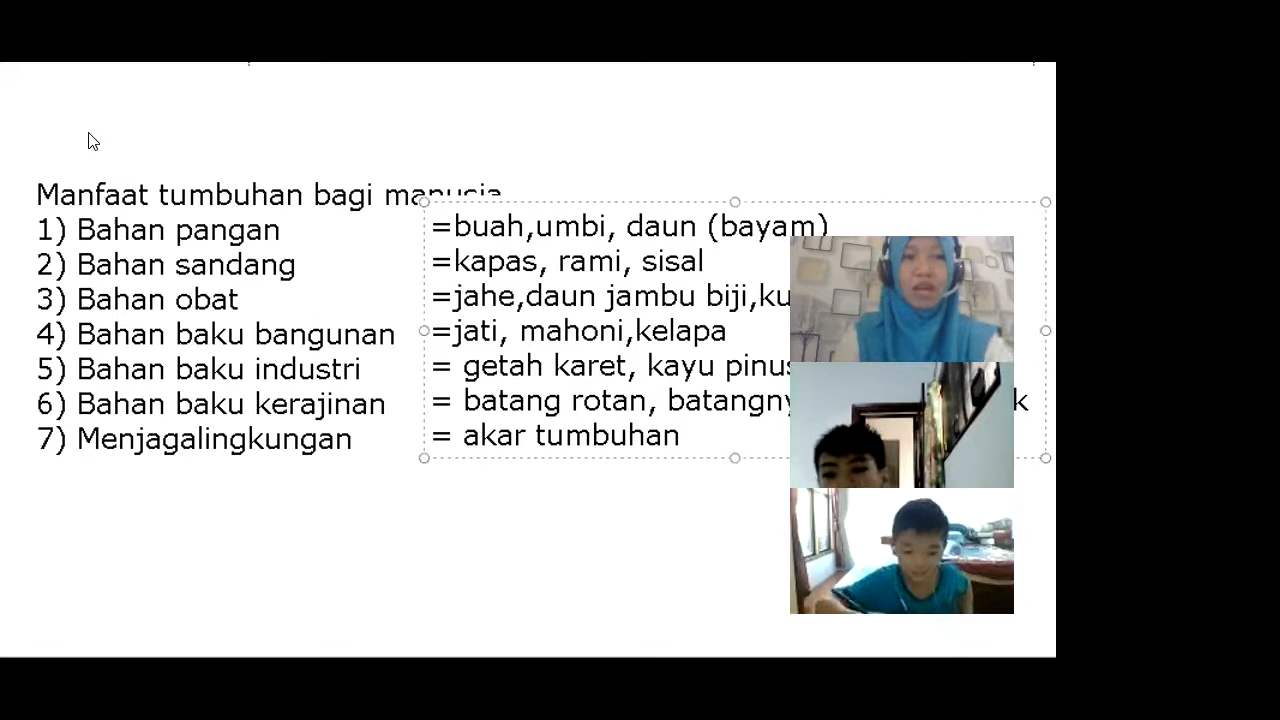 Manfaat tumbuhan bagi manusia
1) Bahan pangan =buah,umbi, daun (bayam)
2) Bahan sandang =kapas, rami, sisal
3) Bahan obat =jahe,daun jambu biji,
4) Bahan baku bangunan =jati, mahoni,kelapa
5) Bahan baku industri = getah karet, kayu pinus
6) Bahan baku kerajinan = batang rotan,
7) Menjagalingkungan = akar tumbuhan